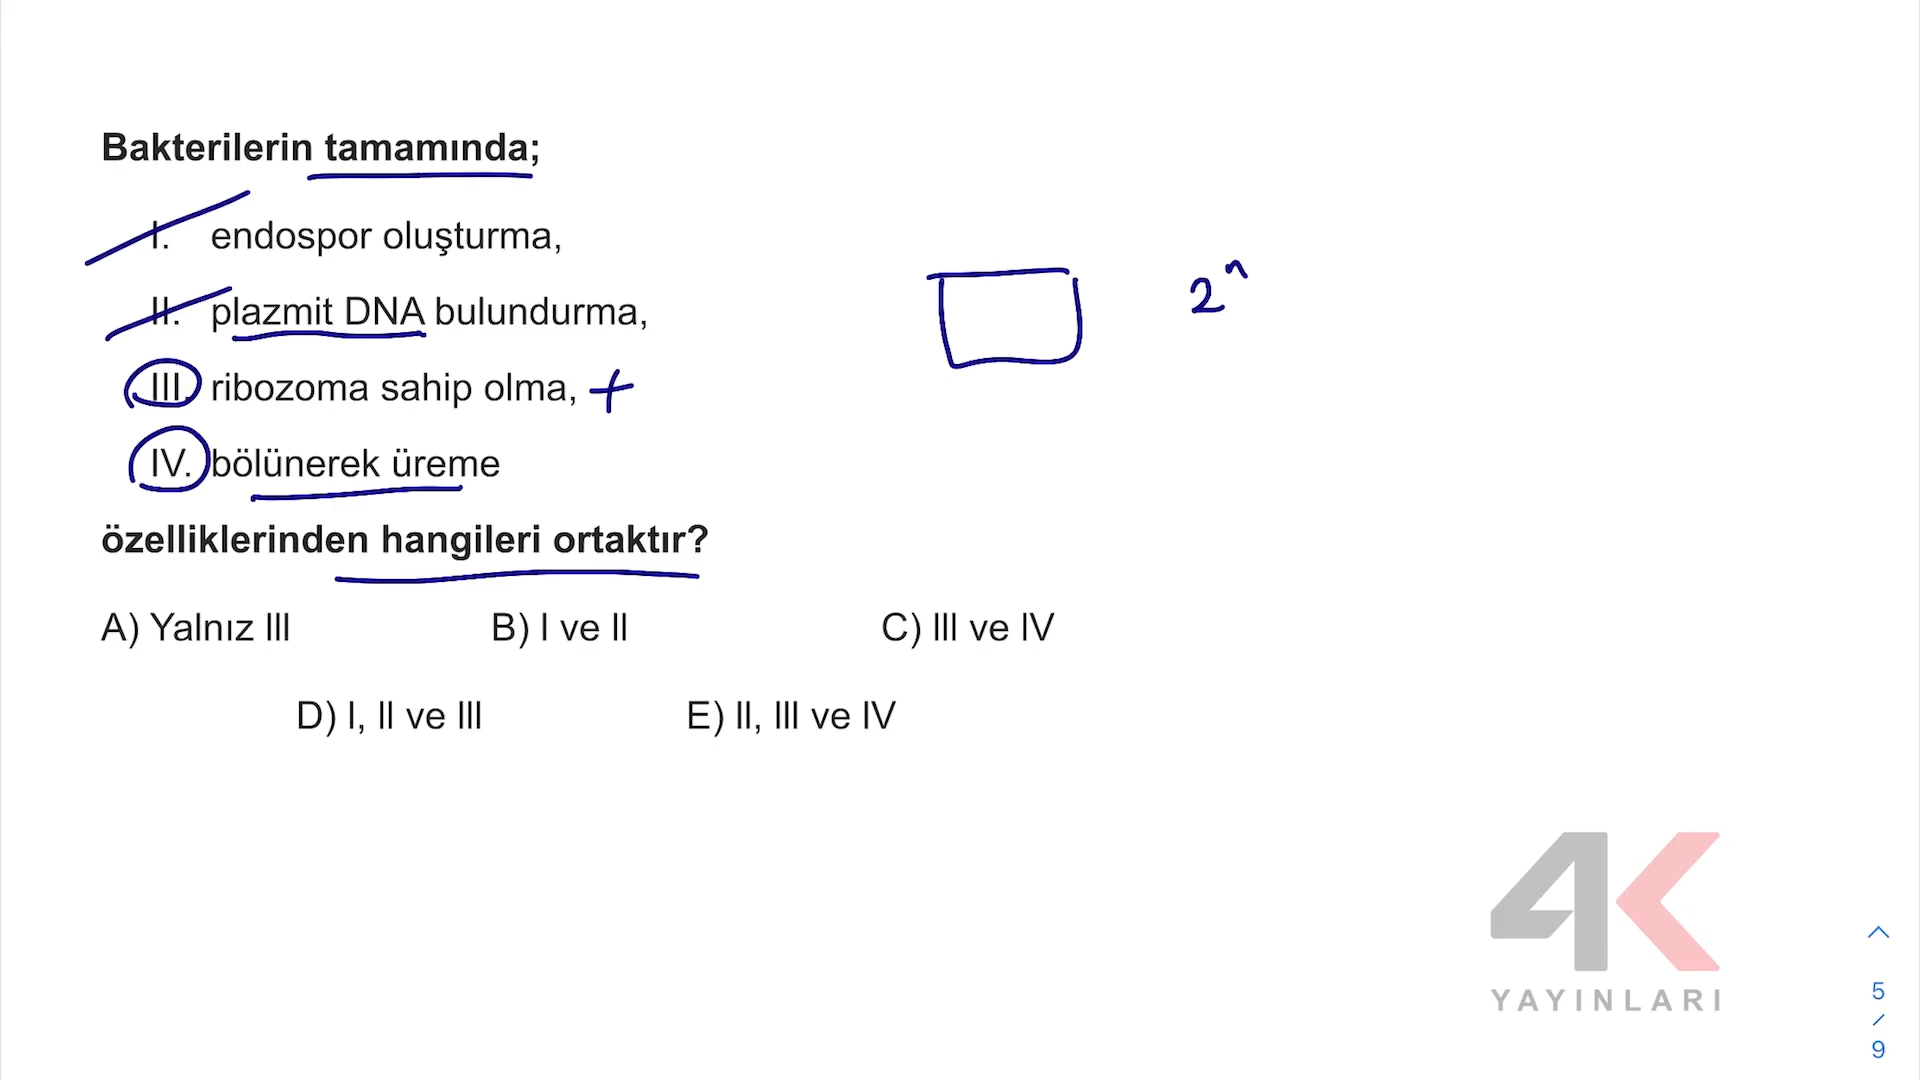 Bakterilerin tamamında;
I. endospor oluşturma,
II. plazmit DNA bulundurma,
2ⁿ
III. ribozoma sahip olma, +
IV. bölünerek üreme
özelliklerinden hangileri ortaktır?
A) Yalnız III B) I ve II C) III ve IV
D) I, II ve III E) II, III ve IV
4K
YAYINLARI
5
/
9